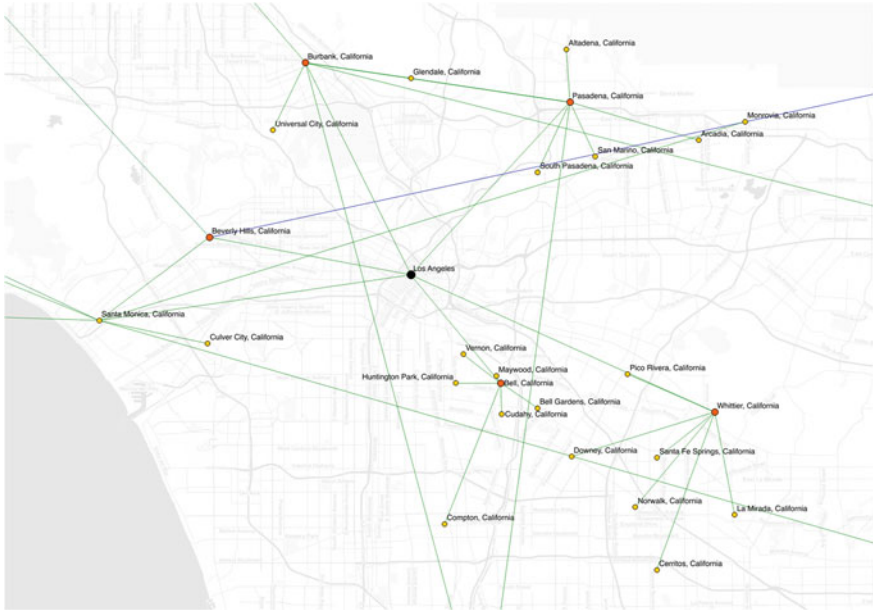 Altadena, California
Burbank, California
Glendale, California
Pasadena, California
Monrovia, California
Universal City, California
Arcadia, California
San Marino, California
South Pasadena, California
Beverly Hills, California
Los Angeles
Santa Monica, California
Culver City, California
Vernon, California
Maywood, California
Pico Rivera, California
Huntington Park, California
Bell, California
Bell Gardens, California
Whittier, California
Cudahy, California
Downey, California
Santa Fe Springs, California
Norwalk, California
La Mirada, California
Compton, California
Cerritos, California